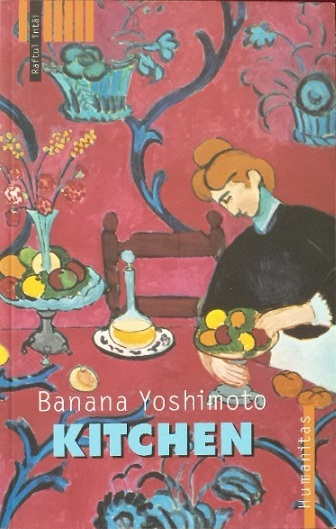 Raftul Întâi
Banana Yoshimoto
KITCHEN
Humanitas